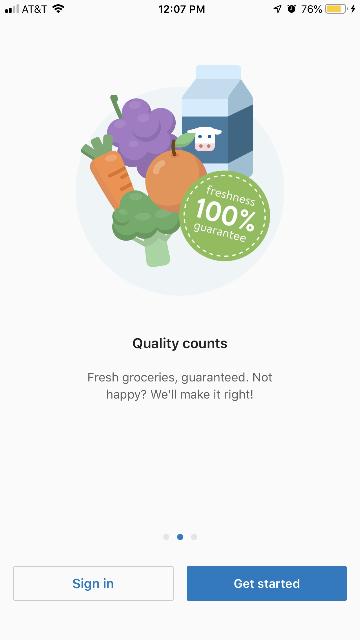 AT&T 12:07 PM 76%
freshness
100%
guarantee
Quality counts
Fresh groceries, guaranteed. Not
happy? We'll make it right!
Sign in Get started